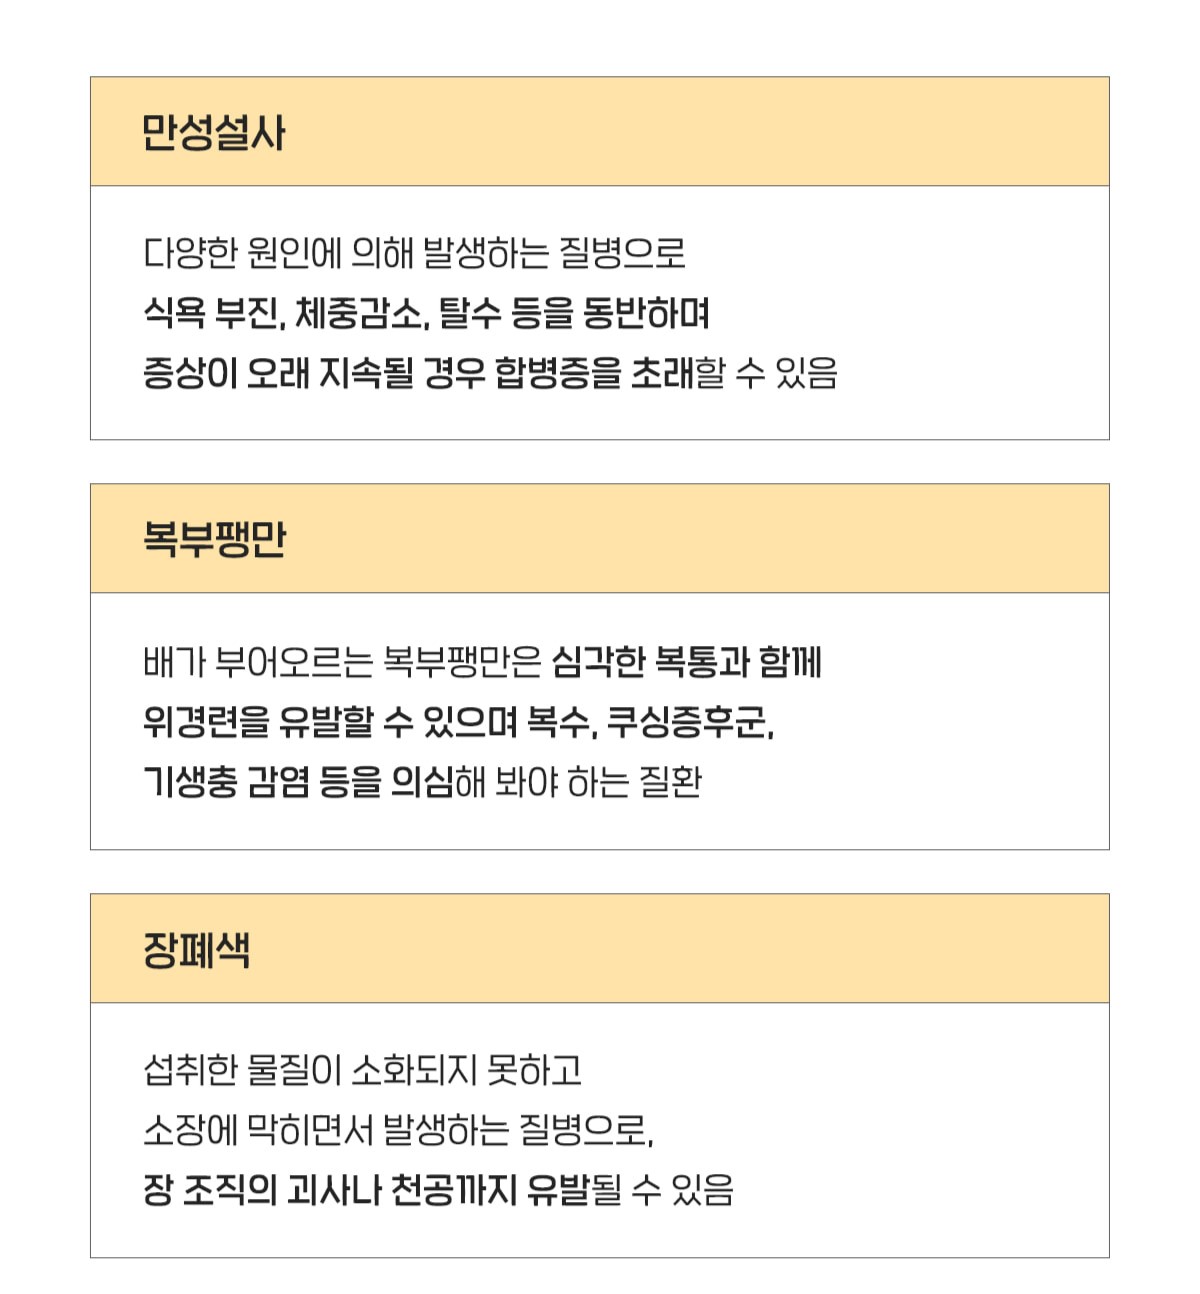 만성설사
다양한 원인에 의해 발생하는 질병으로
식욕 부진, 체중감소, 탈수 등을 동반하며
증상이 오래 지속될 경우 합병증을 초래할 수 있음
복부팽만
배가 부어오르는 복부팽만은 심각한 복통과 함께
위경련을 유발할 수 있으며 복수, 쿠싱증후군,
기생충 감염 등을 의심해 봐야 하는 질환
장폐색
섭취한 물질이 소화되지 못하고
소장에 막히면서 발생하는 질병으로,
장 조직의 괴사나 천공까지 유발될 수 있음